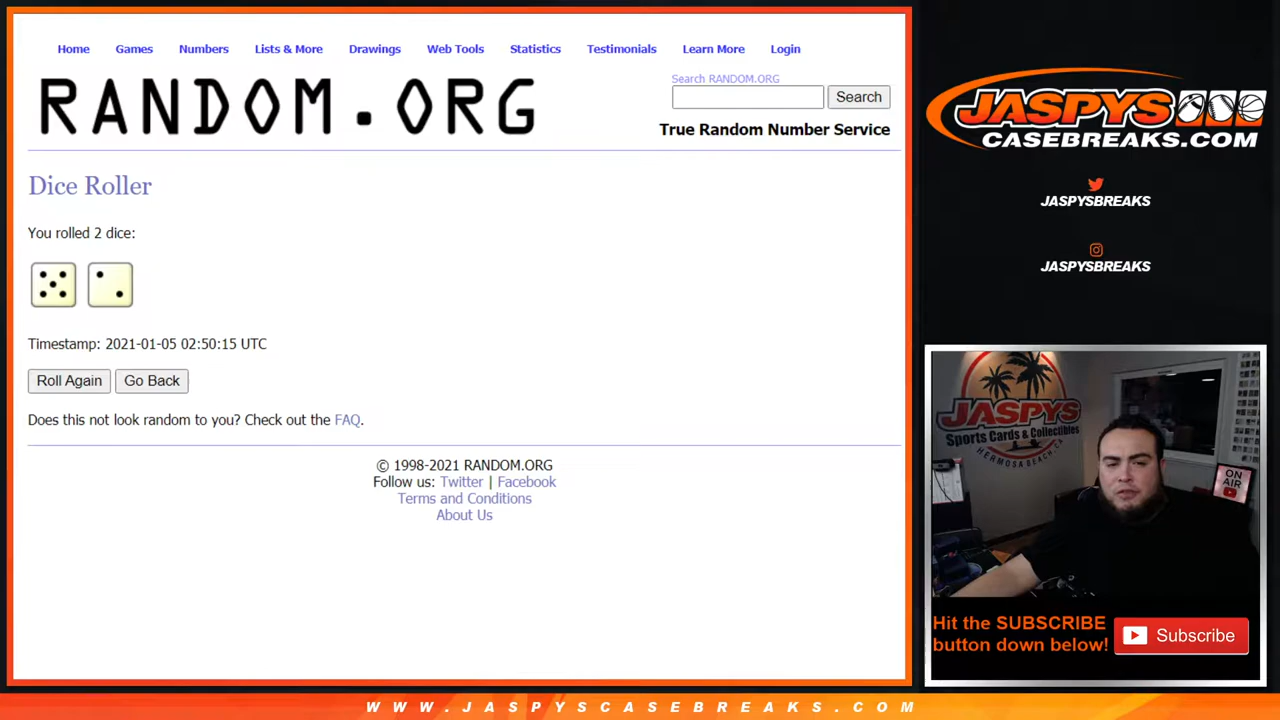 Home Games Numbers Lists & More Drawings Web Tools Statistics Testimonials Learn More Login
RANDOM.ORG
Search RANDOM.ORG
Search
True Random Number Service
Dice Roller
You rolled 2 dice:
Timestamp: 2021-01-05 02:50:15 UTC
Roll Again Go Back
Does this not look random to you? Check out the FAQ.
© 1998-2021 RANDOM.ORG
Follow us: Twitter | Facebook
Terms and Conditions
About Us
JASPYS
CASEBREAKS.COM
JASPYSBREAKS
JASPYSBREAKS
JASPYS
Sports Cards & Collectibles
HERMOSA BEACH, CA
ON
AIR
Hit the SUBSCRIBE
button down below!
Subscribe
WWW.JASPYSCASEBREAKS.COM